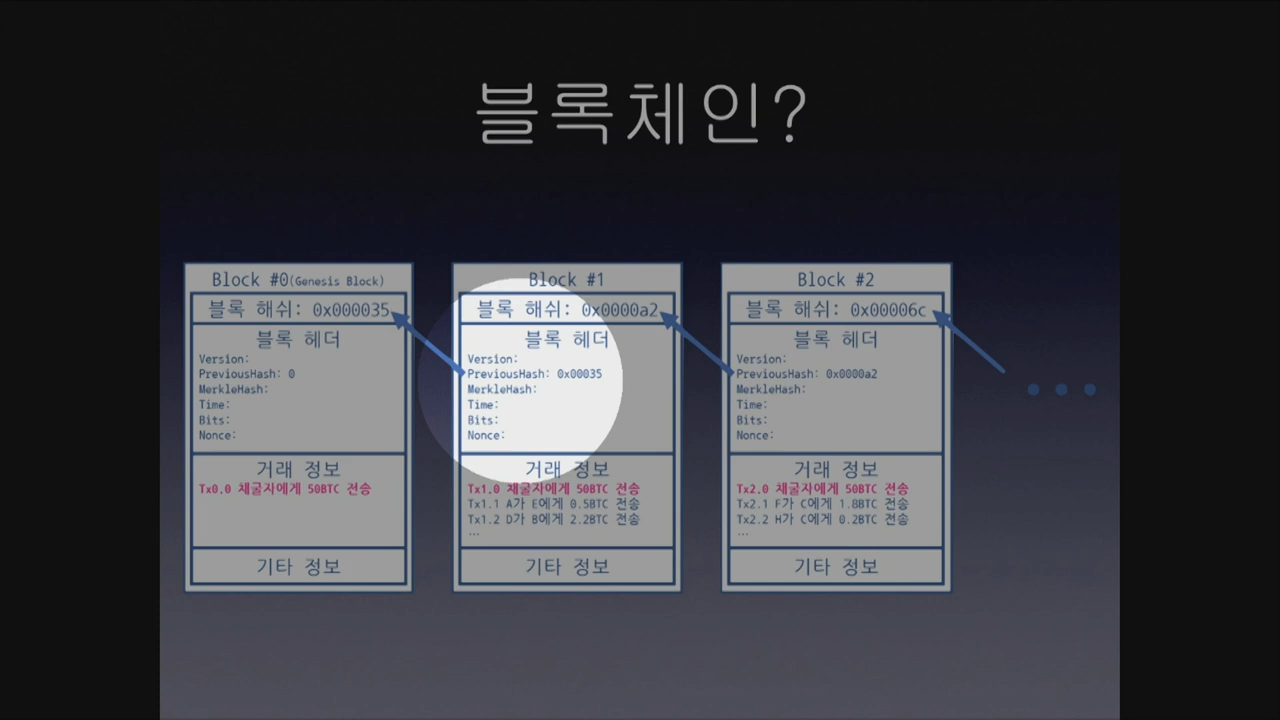 블록체인?
Block #0(Genesis Block)
블록 해쉬: 0x000035
블록 헤더
Version:
PreviousHash: 0
MerkleHash:
Time:
Bits:
Nonce:
거래 정보
Tx0.0 채굴자에게 50BTC 전송
기타 정보
Block #1
블록 해쉬: 0x0000a2
블록 헤더
Version:
PreviousHash: 0x00035
MerkleHash:
Time:
Bits:
Nonce:
거래 정보
Tx1.0 채굴자에게 50BTC 전송
Tx1.1 A가 E에게 0.5BTC 전송
Tx1.2 D가 B에게 2.2BTC 전송
...
기타 정보
Block #2
블록 해쉬: 0x00006c
블록 헤더
Version:
PreviousHash: 0x0000a2
MerkleHash:
Time:
Bits:
Nonce:
거래 정보
Tx2.0 채굴자에게 50BTC 전송
Tx2.1 F가 C에게 1.8BTC 전송
Tx2.2 H가 C에게 0.2BTC 전송
...
기타 정보